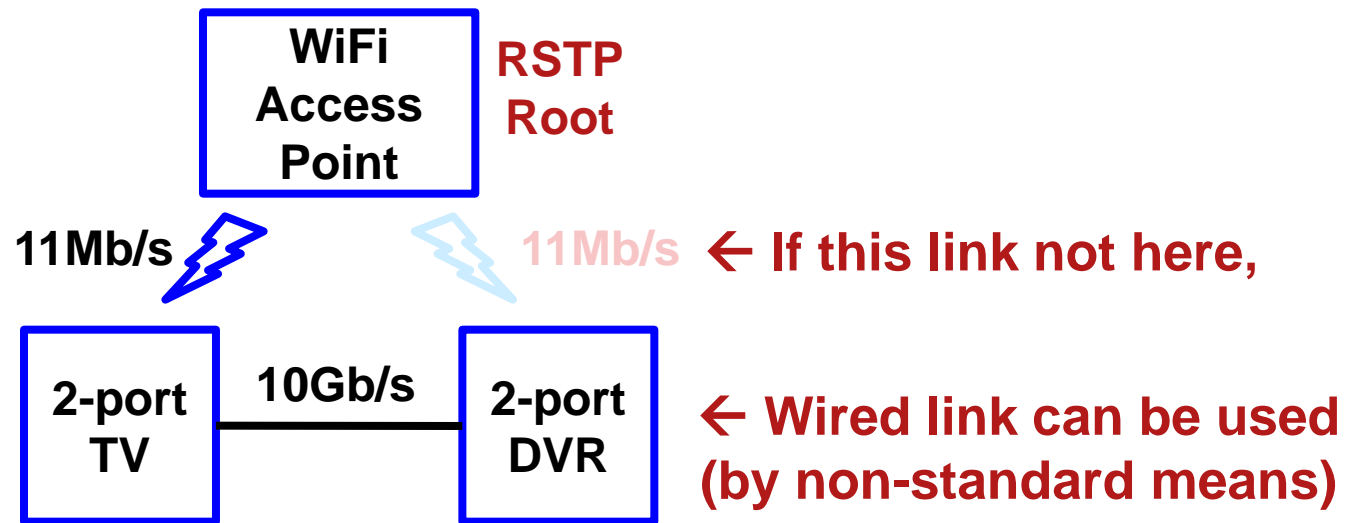 WiFi
Access
Point
RSTP
Root
11Mb/s
11Mb/s
← If this link not here,
2-port
TV
10Gb/s
2-port
DVR
← Wired link can be used
(by non-standard means)